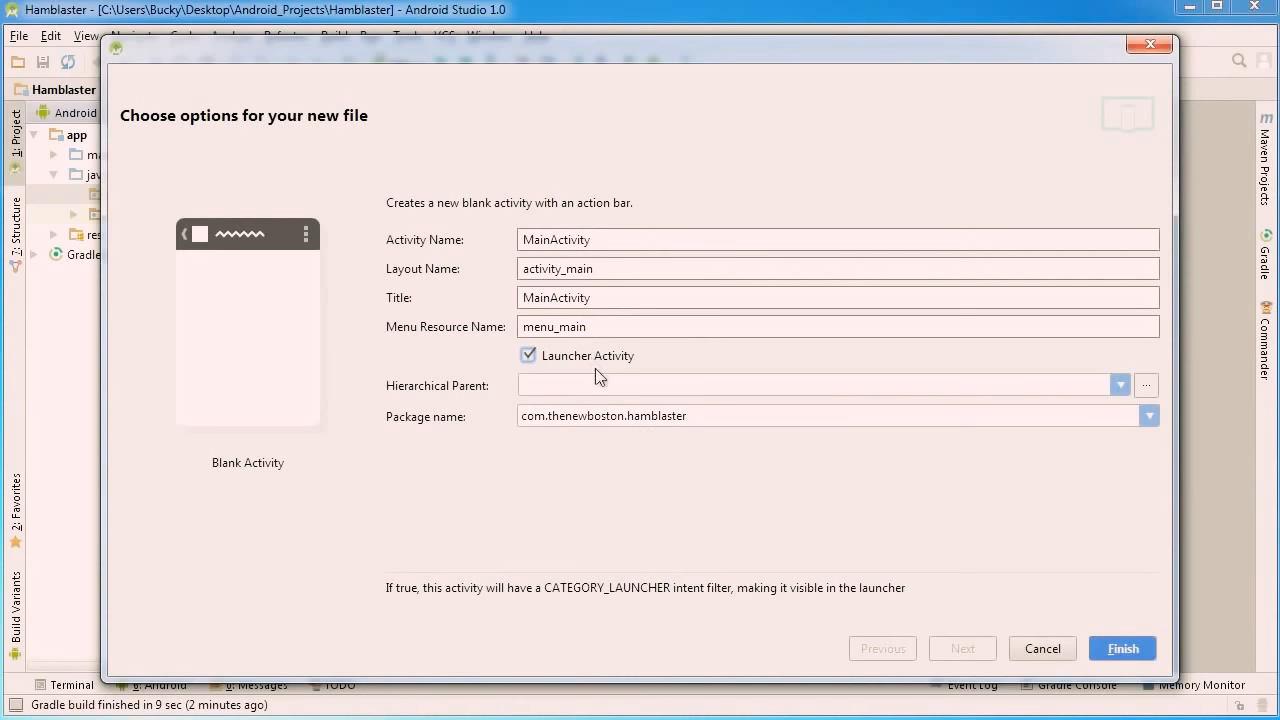 Hamblaster - [C:\Users\Bucky\Desktop\Android_Projects\Hamblaster] - Android Studio 1.0
File Edit View
Hamblaster
1: Project
7: Structure
2: Favorites
Build Variants
Android
app
ma
jav
res
Gradle
Choose options for your new file
Creates a new blank activity with an action bar.
Activity Name: MainActivity
Layout Name: activity_main
Title: MainActivity
Menu Resource Name: menu_main
Launcher Activity
Hierarchical Parent: ...
Package name: com.thenewboston.hamblaster
Blank Activity
If true, this activity will have a CATEGORY_LAUNCHER intent filter, making it visible in the launcher
Previous Next Cancel Finish
m
Maven Projects
Gradle
Commander
Terminal 6: Android 0: Messages TODO Event Log Gradle Console Memory Monitor
Gradle build finished in 9 sec (2 minutes ago)